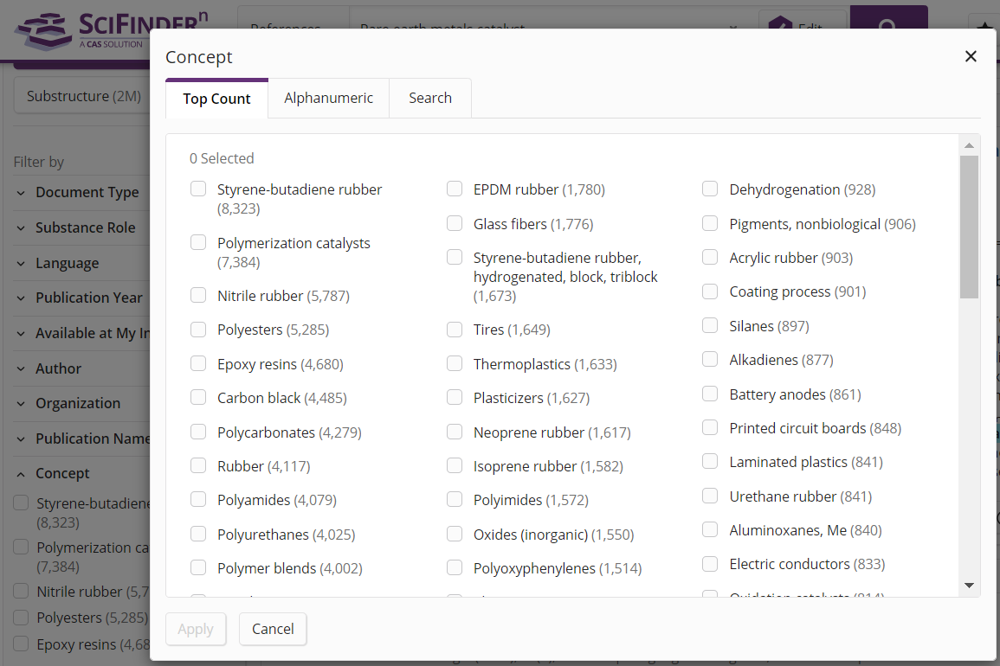 SCIFINDER n
A CAS SOLUTION
References
Rare earth metals catalyst
Edit
Substructure (2M)
Filter by
Document Type
Substance Role
Language
Publication Year
Available at My In
Author
Organization
Publication Name
Concept
Styrene-butadiene
(8,323)
Polymerization ca
(7,384)
Nitrile rubber (5,7
Polyesters (5,285)
Epoxy resins (4,68
Concept
Top Count
Alphanumeric
Search
0 Selected
Styrene-butadiene rubber
(8,323)
Polymerization catalysts
(7,384)
Nitrile rubber (5,787)
Polyesters (5,285)
Epoxy resins (4,680)
Carbon black (4,485)
Polycarbonates (4,279)
Rubber (4,117)
Polyamides (4,079)
Polyurethanes (4,025)
Polymer blends (4,002)
EPDM rubber (1,780)
Glass fibers (1,776)
Styrene-butadiene rubber,
hydrogenated, block, triblock
(1,673)
Tires (1,649)
Thermoplastics (1,633)
Plasticizers (1,627)
Neoprene rubber (1,617)
Isoprene rubber (1,582)
Polyimides (1,572)
Oxides (inorganic) (1,550)
Polyoxyphenylenes (1,514)
Dehydrogenation (928)
Pigments, nonbiological (906)
Acrylic rubber (903)
Coating process (901)
Silanes (897)
Alkadienes (877)
Battery anodes (861)
Printed circuit boards (848)
Laminated plastics (841)
Urethane rubber (841)
Aluminoxanes, Me (840)
Electric conductors (833)
Oxidation catalysts (814)
Apply
Cancel